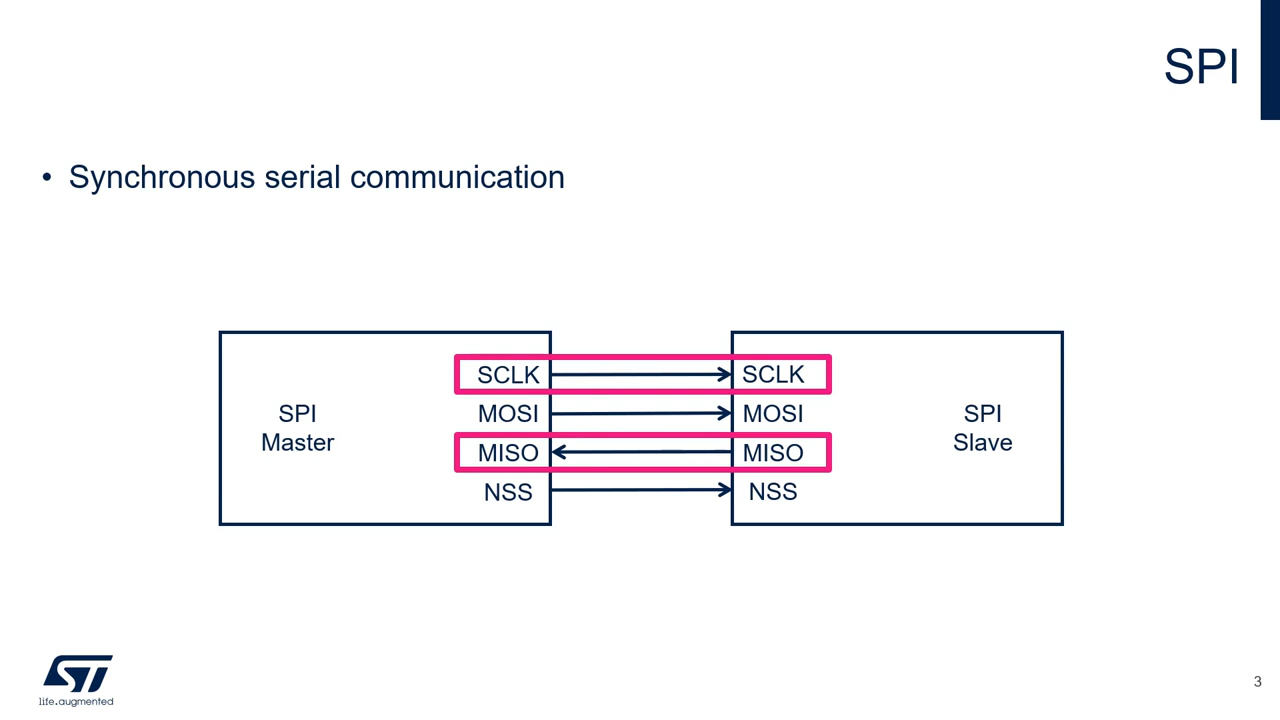 SPI
• Synchronous serial communication
SPI
Master
SCLK
MOSI
MISO
NSS
SCLK
MOSI
MISO
NSS
SPI
Slave
ST
life.augmented
3